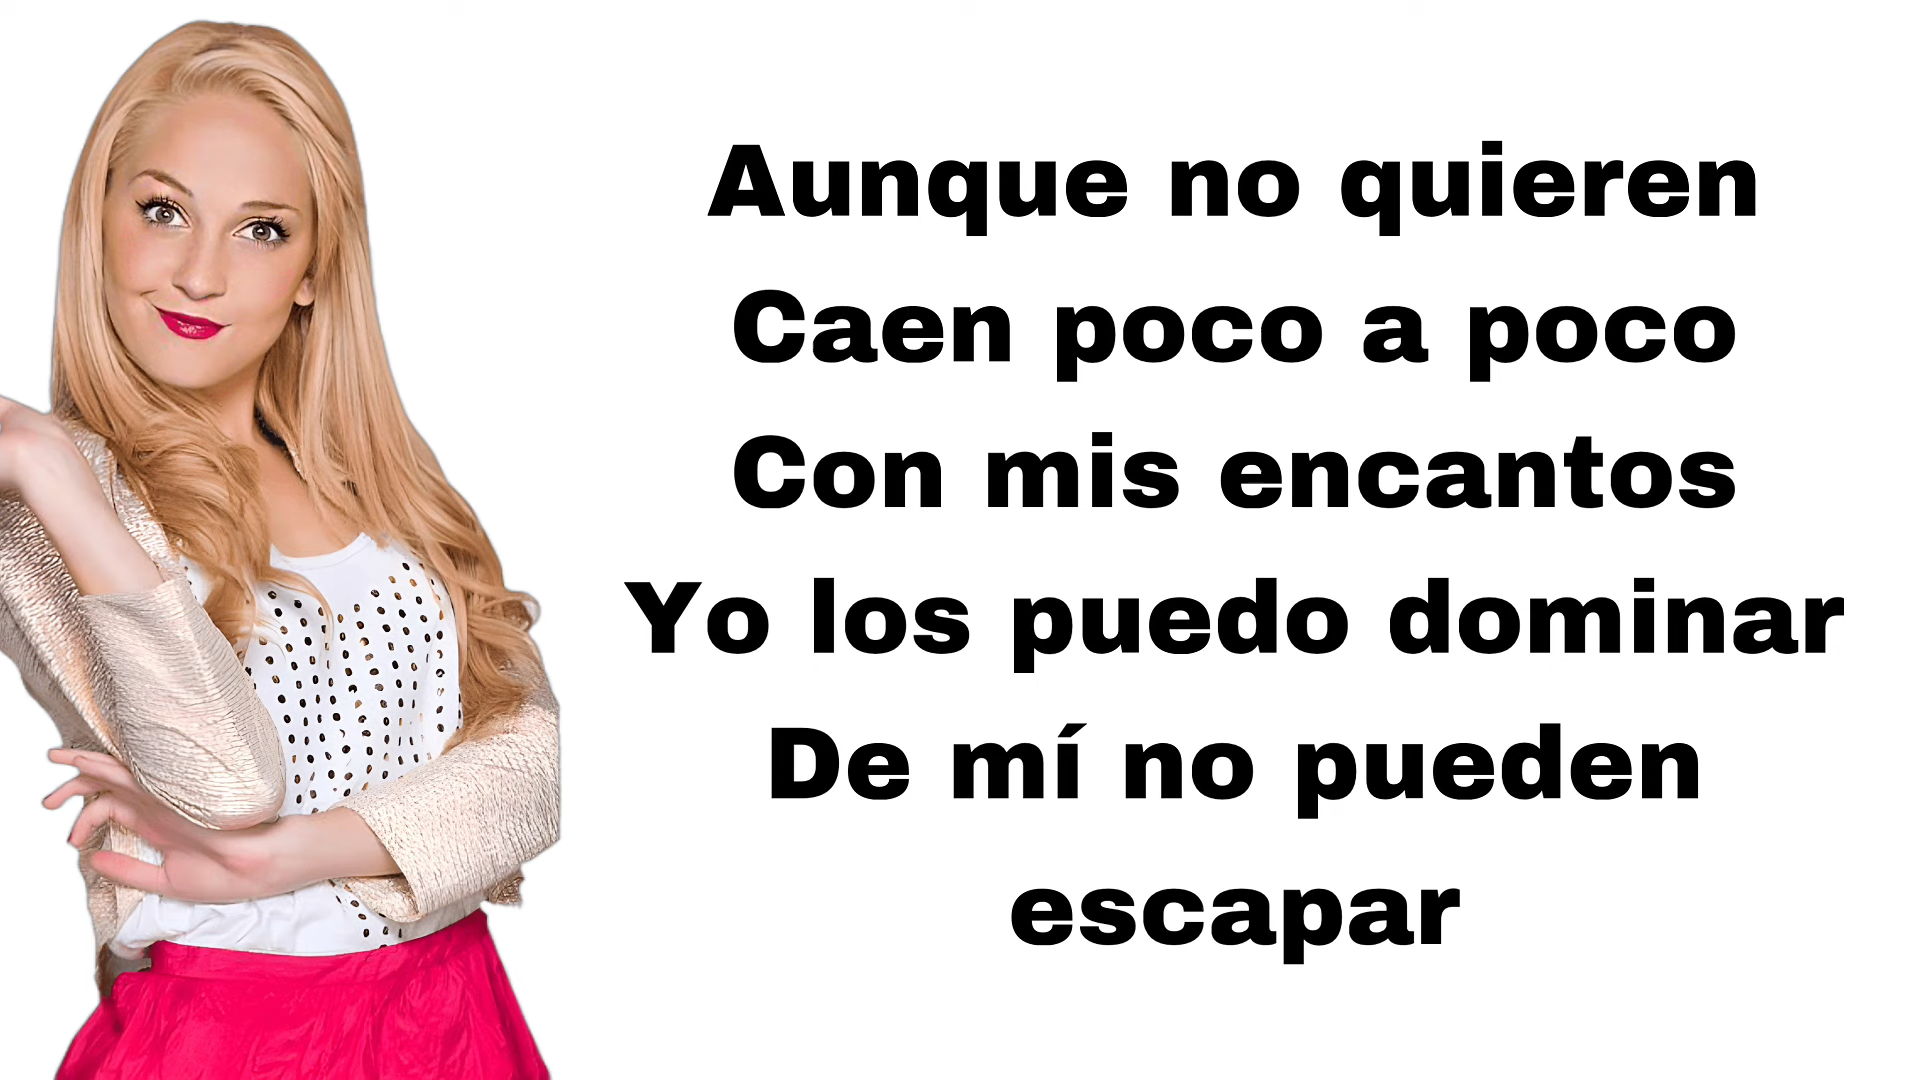 Aunque no quieren
Caen poco a poco
Con mis encantos
Yo los puedo dominar
De mí no pueden
escapar